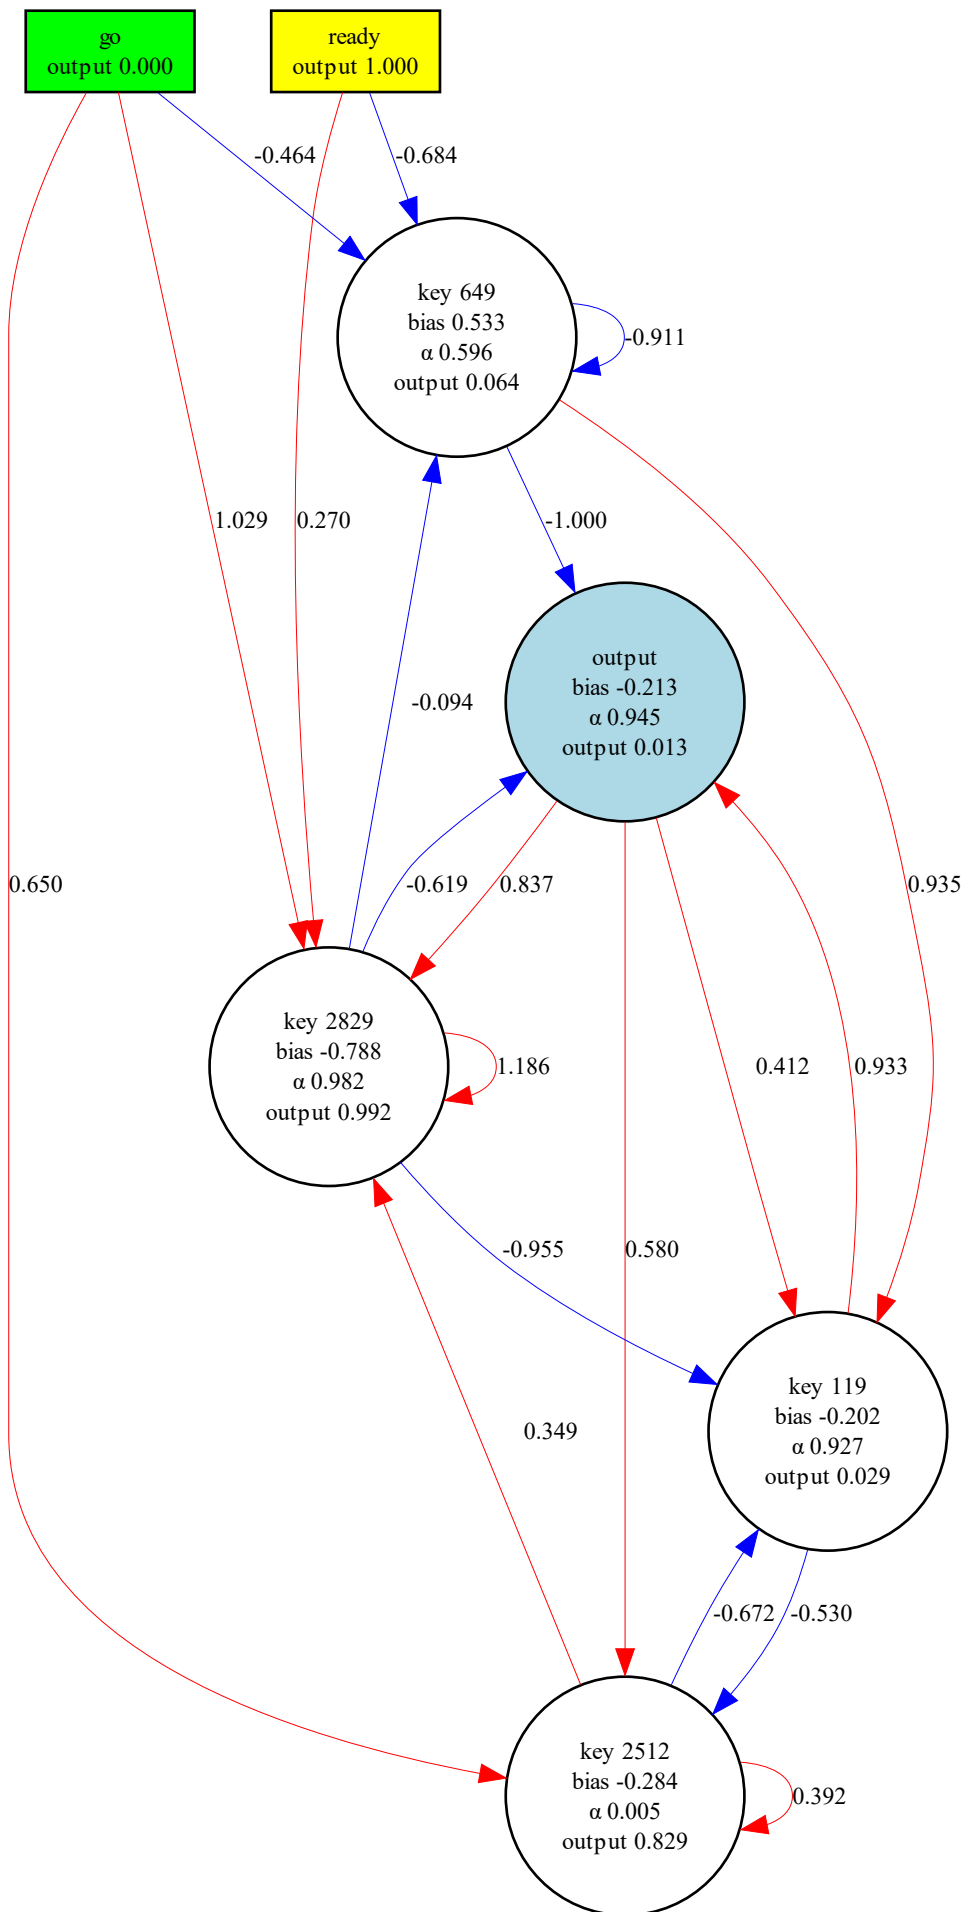 go
output 0.000
ready
output 1.000
-0.464
-0.684
key 649
bias 0.533
α 0.596
output 0.064
-0.911
1.029
0.270
-1.000
output
bias -0.213
α 0.945
output 0.013
-0.094
0.650
-0.619
0.837
0.935
key 2829
bias -0.788
α 0.982
output 0.992
1.186
0.412
0.933
-0.955
0.580
key 119
bias -0.202
α 0.927
output 0.029
0.349
-0.672
-0.530
key 2512
bias -0.284
α 0.005
output 0.829
0.392